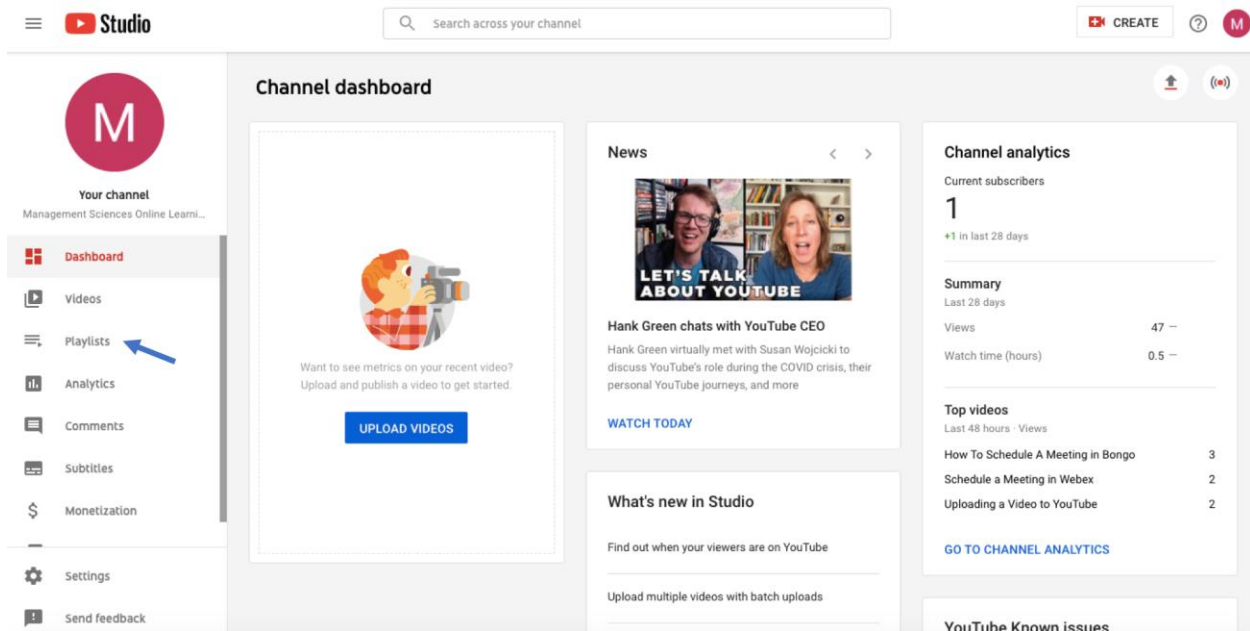 Studio
Search across your channel
CREATE
M
M
Your channel
Management Sciences Online Learni...
Dashboard
Videos
Playlists
Analytics
Comments
Subtitles
Monetization
Settings
Send feedback
Channel dashboard
Want to see metrics on your recent video?
Upload and publish a video to get started.
UPLOAD VIDEOS
News
LET'S TALK
ABOUT YOUTUBE
Hank Green chats with YouTube CEO
Hank Green virtually met with Susan Wojcicki to
discuss YouTube's role during the COVID crisis, their
personal YouTube journeys, and more
WATCH TODAY
What's new in Studio
Find out when your viewers are on YouTube
Upload multiple videos with batch uploads
Channel analytics
Current subscribers
1
+1 in last 28 days
Summary
Last 28 days
Views 47 —
Watch time (hours) 0.5 —
Top videos
Last 48 hours · Views
How To Schedule A Meeting in Bongo 3
Schedule a Meeting in Webex 2
Uploading a Video to YouTube 2
GO TO CHANNEL ANALYTICS
YouTube Known issues